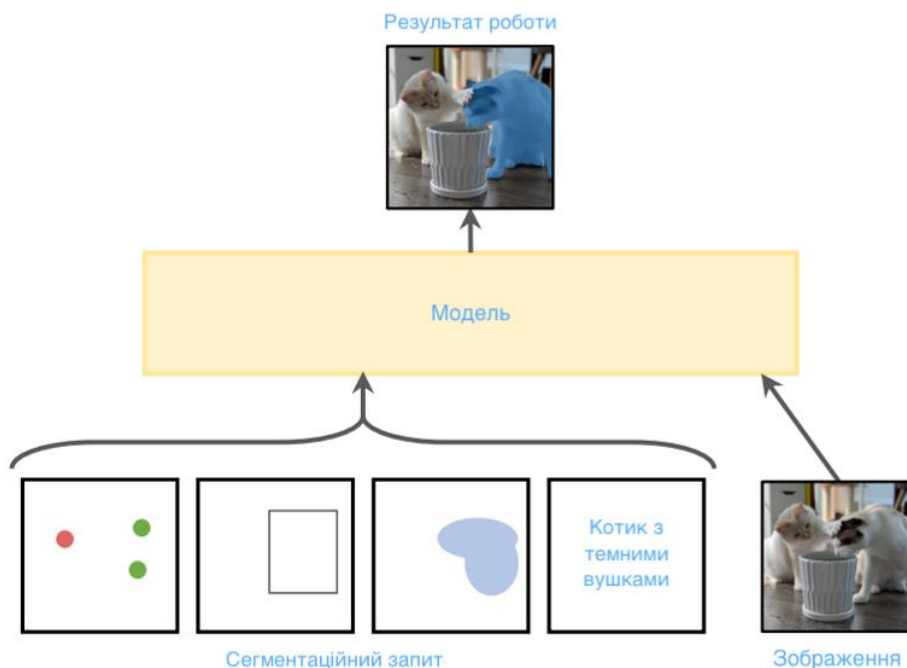 Результат роботи
Модель
Котик з
темними
вушками
Сегментаційний запит
Зображення